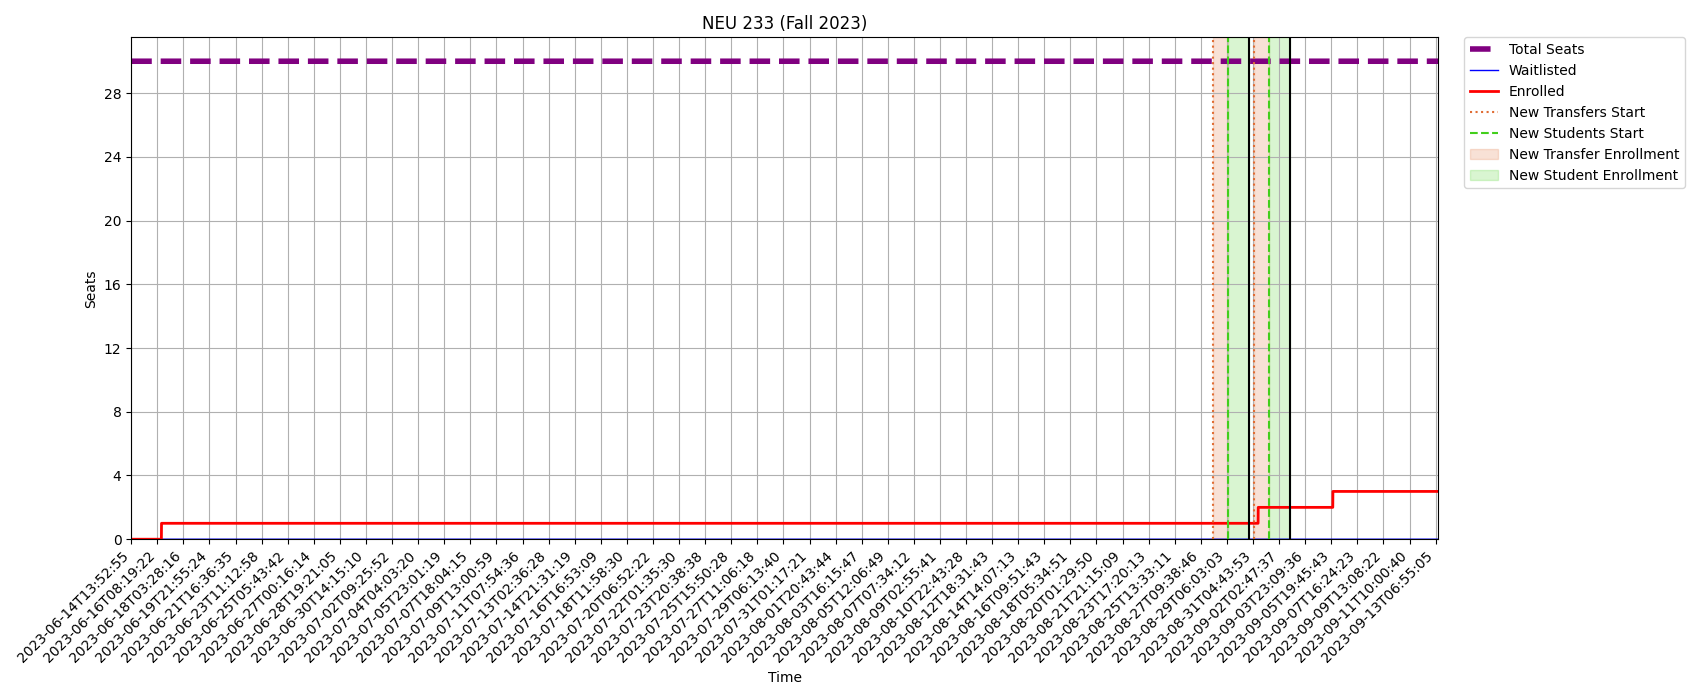 NEU 233 (Fall 2023)
Total Seats
Waitlisted
Enrolled
New Transfers Start
New Students Start
New Transfer Enrollment
New Student Enrollment
Seats
28
24
20
16
12
8
4
0
2023-06-14T13:52:55
2023-06-16T08:19:22
2023-06-18T03:28:16
2023-06-19T21:55:24
2023-06-21T16:36:35
2023-06-23T11:12:58
2023-06-25T05:43:42
2023-06-27T00:16:14
2023-06-28T19:21:05
2023-06-30T14:15:10
2023-07-02T09:25:52
2023-07-04T04:03:20
2023-07-05T23:01:19
2023-07-07T18:04:15
2023-07-09T13:00:59
2023-07-11T07:54:36
2023-07-13T02:36:28
2023-07-14T21:31:19
2023-07-16T16:53:09
2023-07-18T11:58:30
2023-07-20T06:52:22
2023-07-22T01:35:30
2023-07-23T20:38:38
2023-07-25T15:50:28
2023-07-27T11:06:18
2023-07-29T06:13:40
2023-07-31T01:17:21
2023-08-01T20:43:44
2023-08-03T16:15:47
2023-08-05T12:06:49
2023-08-07T07:34:12
2023-08-09T02:55:41
2023-08-10T22:43:28
2023-08-12T18:31:43
2023-08-14T14:07:13
2023-08-16T09:51:43
2023-08-18T05:34:51
2023-08-20T01:29:50
2023-08-21T21:15:09
2023-08-23T17:20:13
2023-08-25T13:33:11
2023-08-27T09:38:46
2023-08-29T06:03:03
2023-08-31T04:43:53
2023-09-02T02:47:37
2023-09-03T23:09:36
2023-09-05T19:45:43
2023-09-07T16:24:23
2023-09-09T13:08:22
2023-09-11T10:00:40
2023-09-13T06:55:05
Time